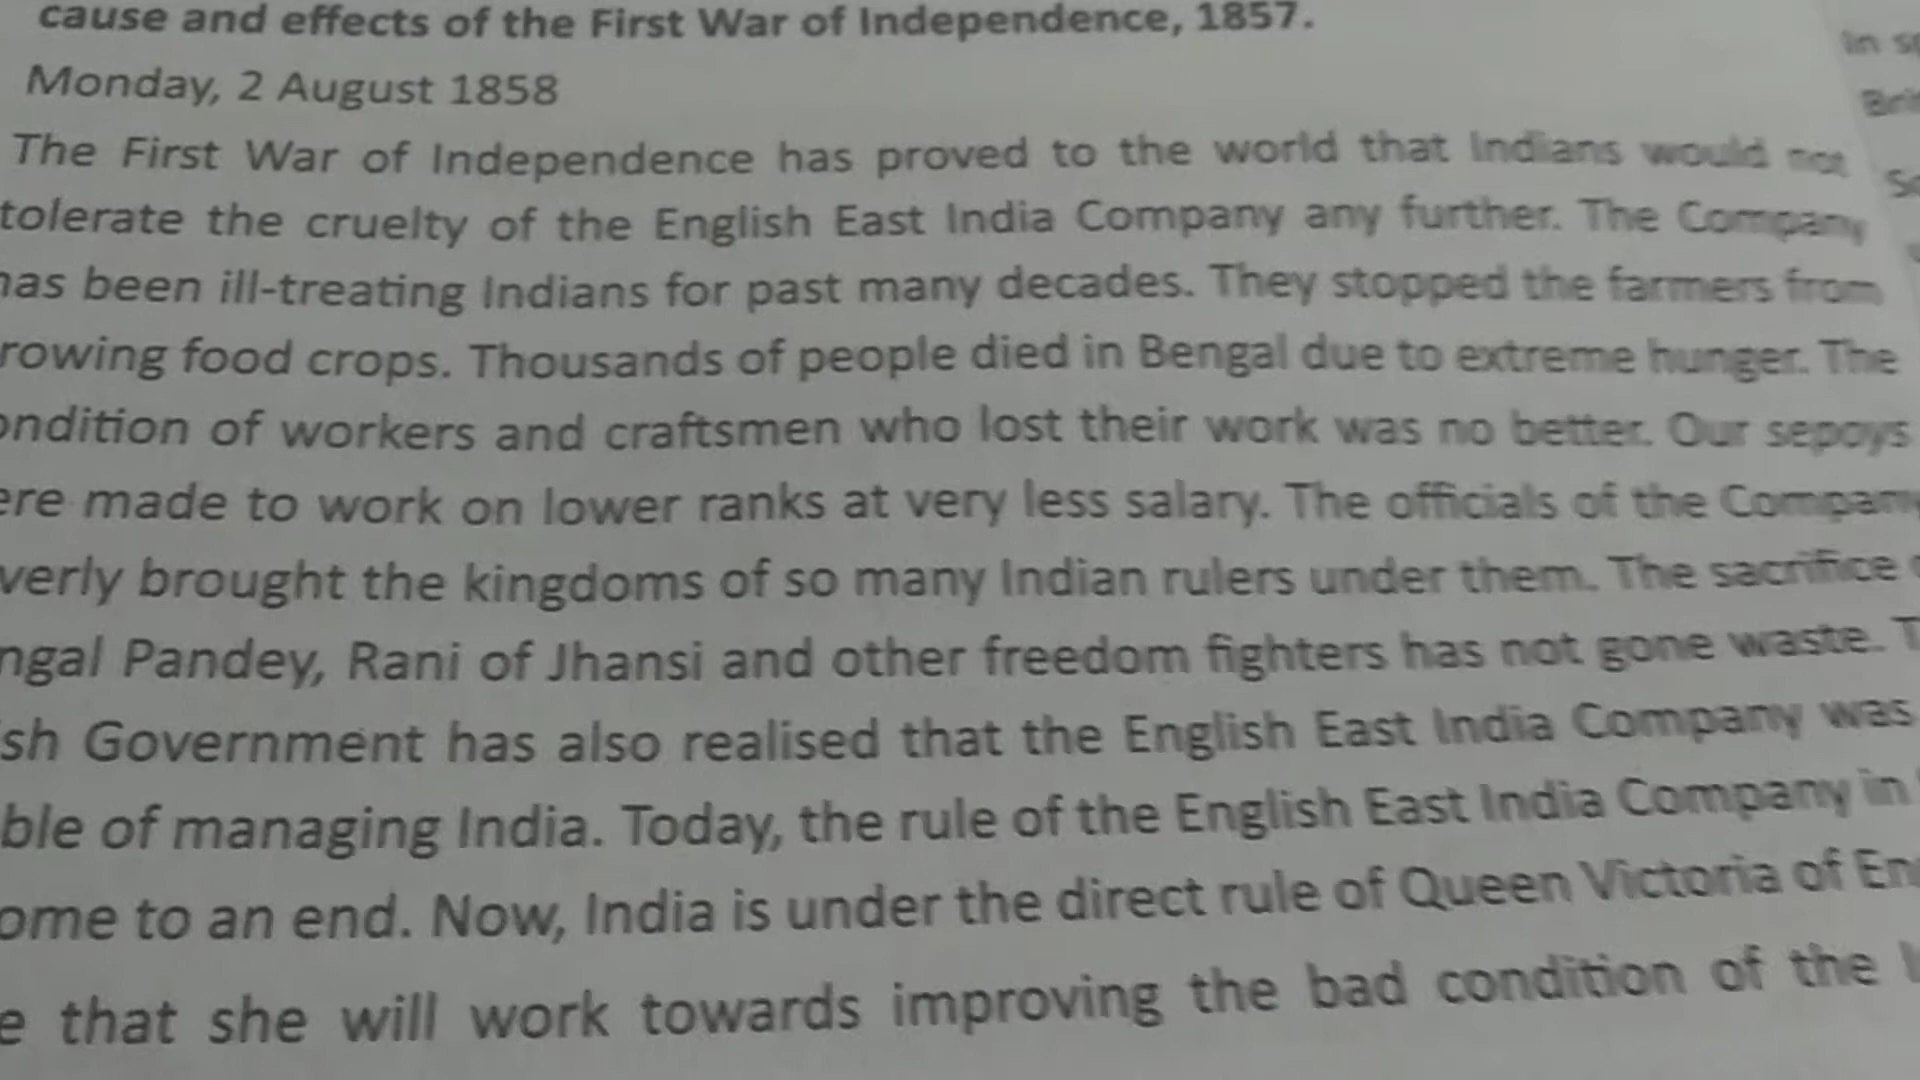 cause and effects of the First War of Independence, 1857.
Monday, 2 August 1858
The First War of Independence has proved to the world that Indians would not
tolerate the cruelty of the English East India Company any further. The Company
has been ill-treating Indians for past many decades. They stopped the farmers from
rowing food crops. Thousands of people died in Bengal due to extreme hunger. The
ondition of workers and craftsmen who lost their work was no better. Our sepoys
ere made to work on lower ranks at very less salary. The officials of the Company
verly brought the kingdoms of so many Indian rulers under them. The sacrifice
ngal Pandey, Rani of Jhansi and other freedom fighters has not gone waste.
sh Government has also realised that the English East India Company was
ble of managing India. Today, the rule of the English East India Company in
ome to an end. Now, India is under the direct rule of Queen Victoria of En
e that she will work towards improving the bad condition of the